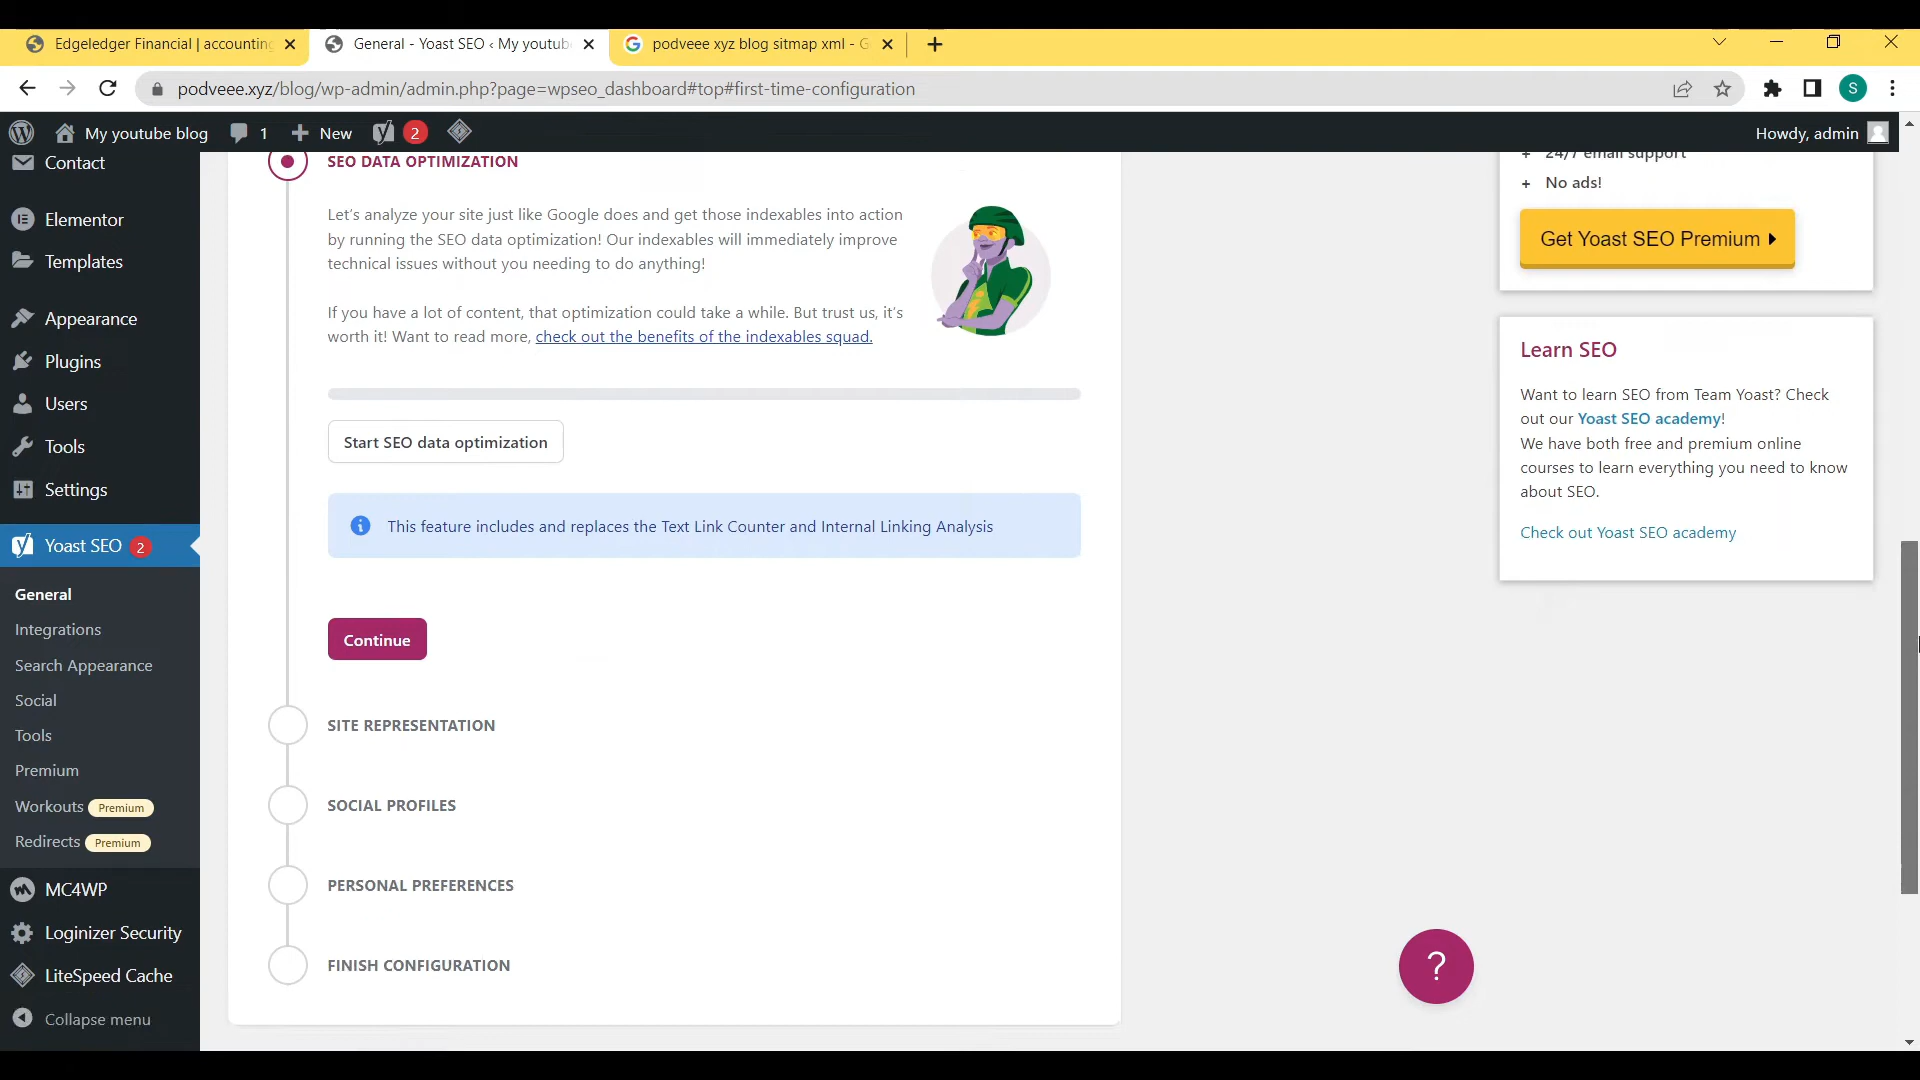 Edgeledger Financial | accounting
General - Yoast SEO ‹ My youtub
podveee xyz blog sitmap xml - G
podveee.xyz/blog/wp-admin/admin.php?page=wpseo_dashboard#top#first-time-configuration
S
My youtube blog
1
New
2
Howdy, admin
Contact
Elementor
Templates
Appearance
Plugins
Users
Tools
Settings
Yoast SEO 2
General
Integrations
Search Appearance
Social
Tools
Premium
Workouts Premium
Redirects Premium
MC4WP
Loginizer Security
LiteSpeed Cache
Collapse menu
SEO DATA OPTIMIZATION
Let's analyze your site just like Google does and get those indexables into action
by running the SEO data optimization! Our indexables will immediately improve
technical issues without you needing to do anything!
If you have a lot of content, that optimization could take a while. But trust us, it's
worth it! Want to read more, check out the benefits of the indexables squad.
Start SEO data optimization
This feature includes and replaces the Text Link Counter and Internal Linking Analysis
Continue
SITE REPRESENTATION
SOCIAL PROFILES
PERSONAL PREFERENCES
FINISH CONFIGURATION
+ 24/7 email support
+ No ads!
Get Yoast SEO Premium
Learn SEO
Want to learn SEO from Team Yoast? Check
out our Yoast SEO academy!
We have both free and premium online
courses to learn everything you need to know
about SEO.
Check out Yoast SEO academy
?